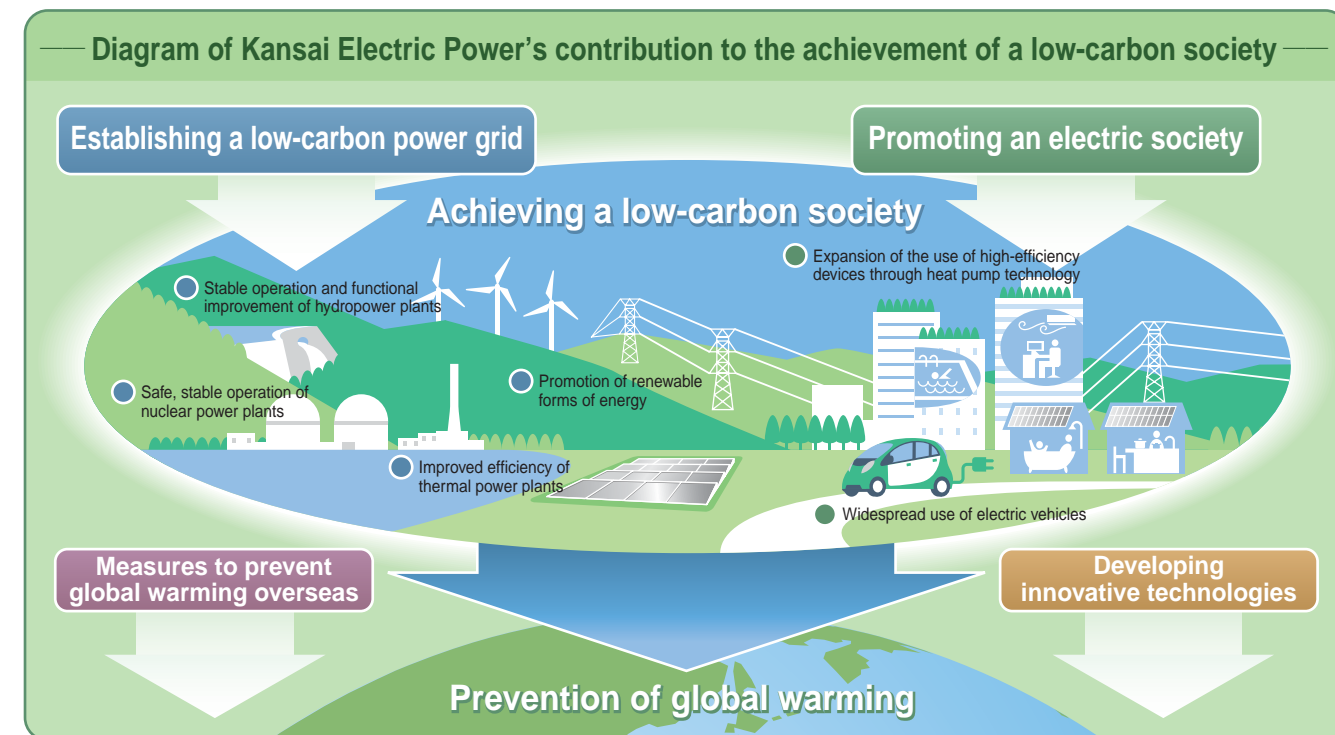 Diagram of Kansai Electric Power's contribution to the achievement of a low-carbon society
Establishing a low-carbon power grid
Promoting an electric society
Achieving a low-carbon society
Stable operation and functional
improvement of hydropower plants
Expansion of the use of high-efficiency
devices through heat pump technology
Safe, stable operation of
nuclear power plants
Promotion of renewable
forms of energy
Improved efficiency of
thermal power plants
Widespread use of electric vehicles
Measures to prevent
global warming overseas
Developing
innovative technologies
Prevention of global warming